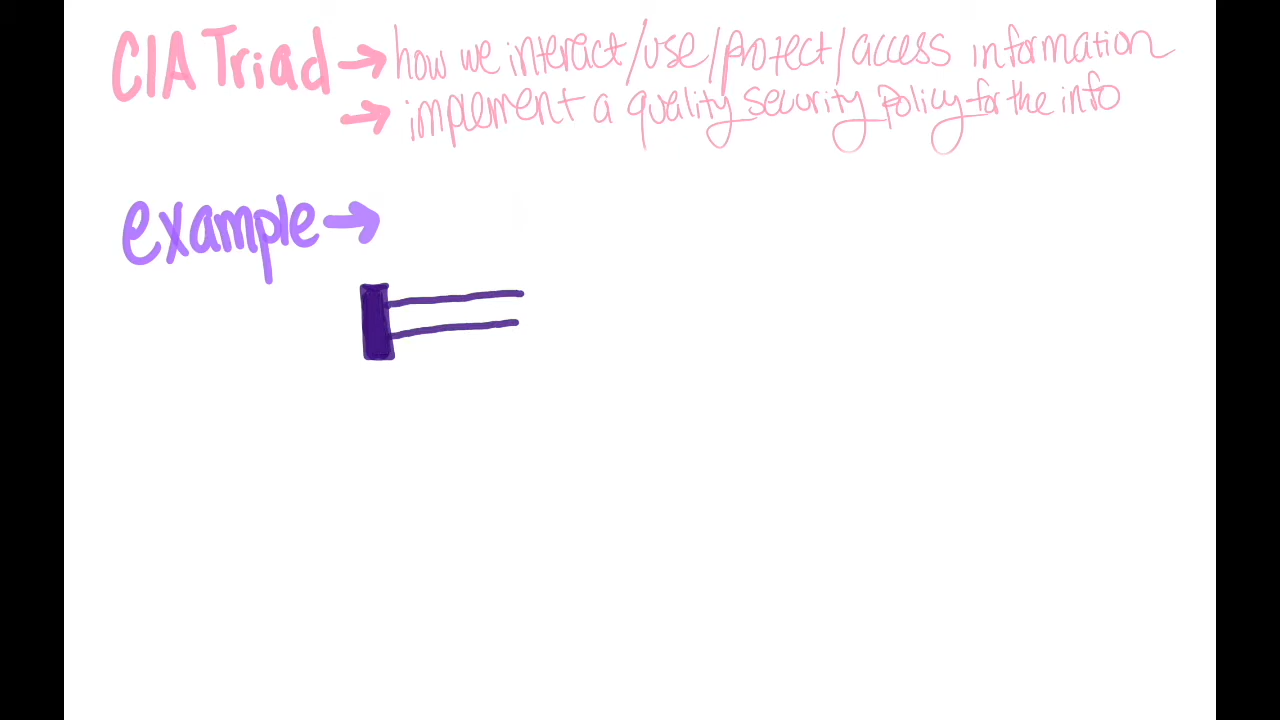 CIA Triad → how we interact/use/protect/access information
→ implement a quality security policy for the info
example →